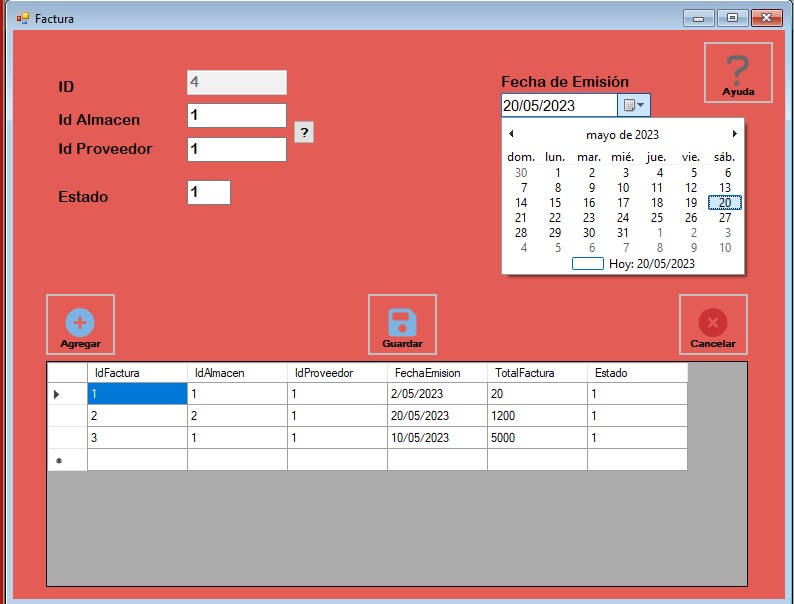 Factura
ID 4
Id Almacen 1
?
Id Proveedor 1
Estado 1
Fecha de Emisión
20/05/2023
?
Ayuda
mayo de 2023
dom. lun. mar. mié. jue. vie. sáb.
30 1 2 3 4 5 6
7 8 9 10 11 12 13
14 15 16 17 18 19 20
21 22 23 24 25 26 27
28 29 30 31 1 2 3
4 5 6 7 8 9 10
Hoy: 20/05/2023
Agregar
Guardar
Cancelar
IdFactura IdAlmacen IdProveedor FechaEmision TotalFactura Estado
1 1 1 2/05/2023 20 1
2 2 1 20/05/2023 1200 1
3 1 1 10/05/2023 5000 1